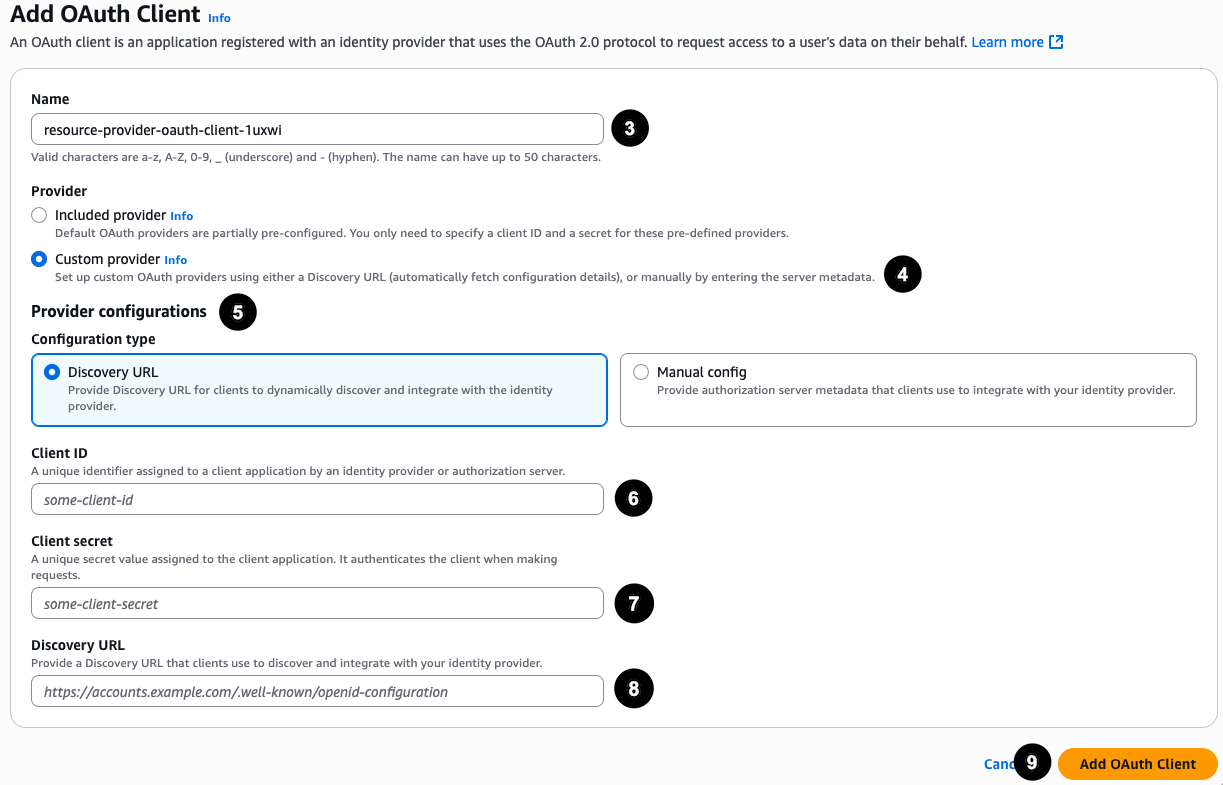 Add OAuth Client Info
An OAuth client is an application registered with an identity provider that uses the OAuth 2.0 protocol to request access to a user's data on their behalf. Learn more
Name
resource-provider-oauth-client-1uxwi
3
Valid characters are a-z, A-Z, 0-9, _ (underscore) and - (hyphen). The name can have up to 50 characters.
Provider
Included provider Info
Default OAuth providers are partially pre-configured. You only need to specify a client ID and a secret for these pre-defined providers.
Custom provider Info
Set up custom OAuth providers using either a Discovery URL (automatically fetch configuration details), or manually by entering the server metadata.
4
Provider configurations
5
Configuration type
Discovery URL
Provide Discovery URL for clients to dynamically discover and integrate with the identity
provider.
Manual config
Provide authorization server metadata that clients use to integrate with your identity provider.
Client ID
A unique identifier assigned to a client application by an identity provider or authorization server.
some-client-id
6
Client secret
A unique secret value assigned to the client application. It authenticates the client when making
requests.
some-client-secret
7
Discovery URL
Provide a Discovery URL that clients use to discover and integrate with your identity provider.
https://accounts.example.com/.well-known/openid-configuration
8
Canc
9
Add OAuth Client